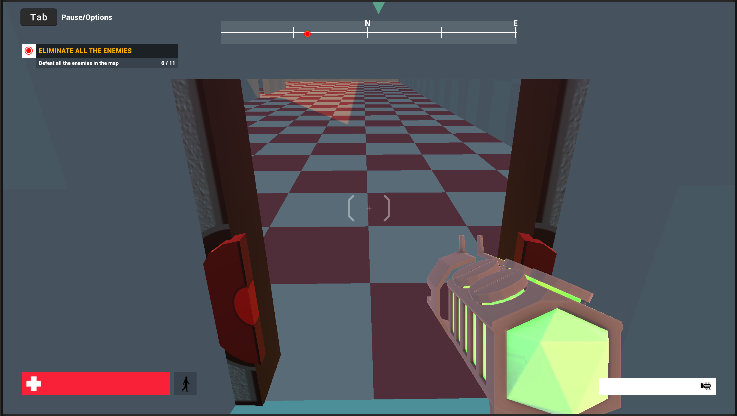 Tab Pause/Options
N E
ELIMINATE ALL THE ENEMIES
Defeat all the enemies in the map 0 / 11